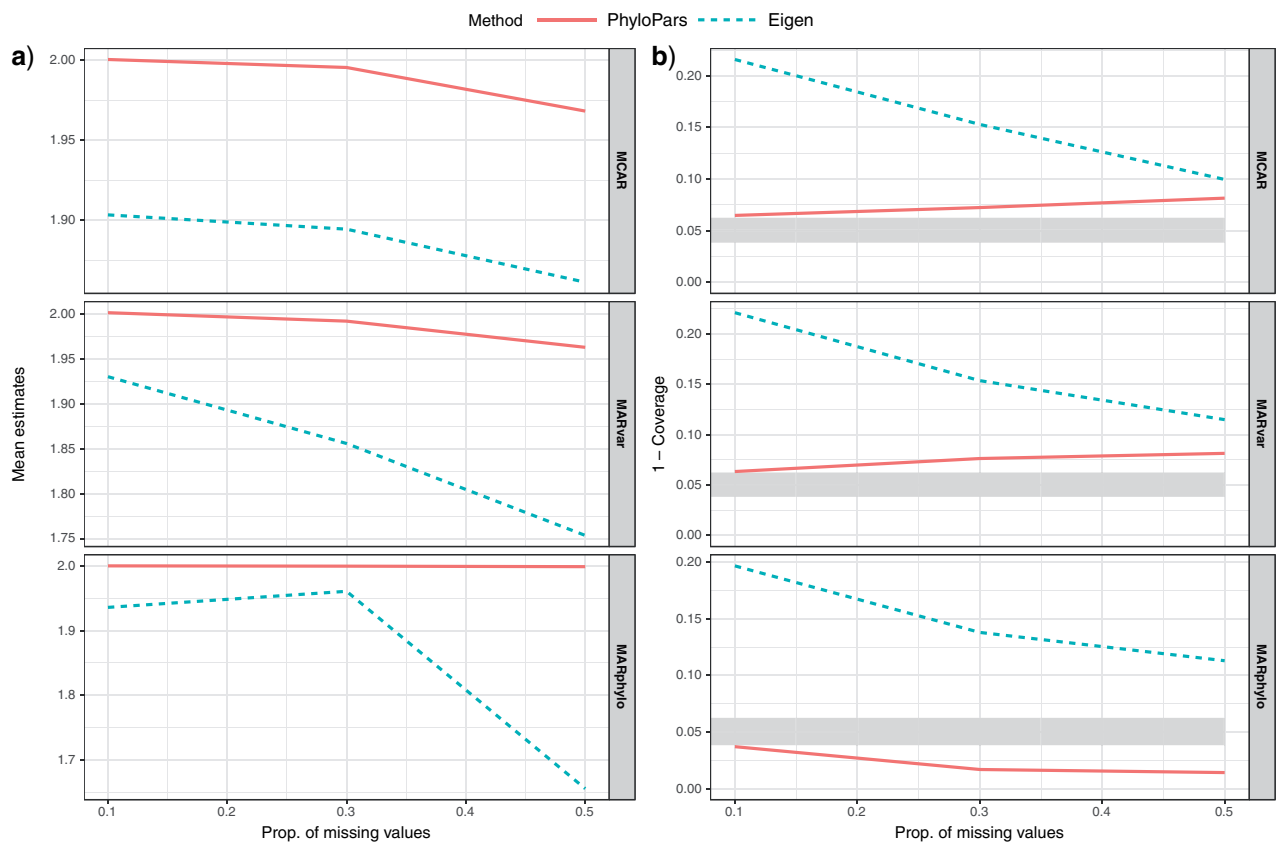 Method PhyloPars Eigen
a)
2.00
1.95
1.90
MCAR
2.00
1.95
1.90
1.85
1.80
1.75
MARvar
2.0
1.9
1.8
1.7
MARphylo
0.1 0.2 0.3 0.4 0.5
Prop. of missing values
Mean estimates
b)
0.20
0.15
0.10
0.05
0.00
MCAR
0.20
0.15
0.10
0.05
0.00
MARvar
0.20
0.15
0.10
0.05
0.00
MARphylo
0.1 0.2 0.3 0.4 0.5
Prop. of missing values
1 − Coverage